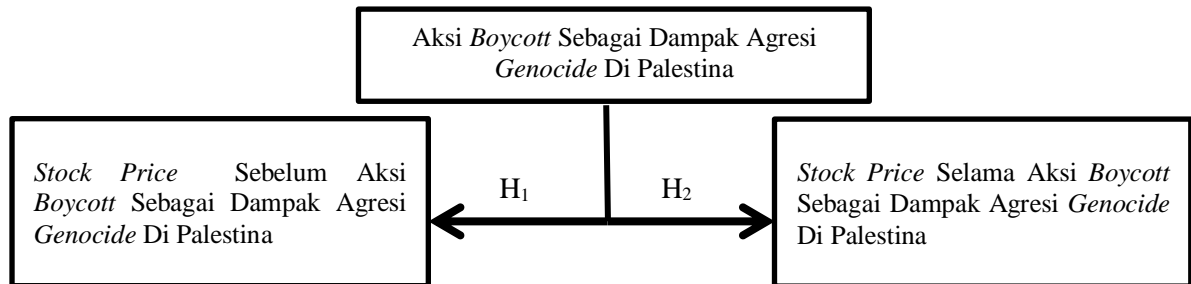 Aksi Boycott Sebagai Dampak Agresi
Genocide Di Palestina
Stock Price Sebelum Aksi
Boycott Sebagai Dampak Agresi
Genocide Di Palestina
H1
H2
Stock Price Selama Aksi Boycott
Sebagai Dampak Agresi Genocide
Di Palestina